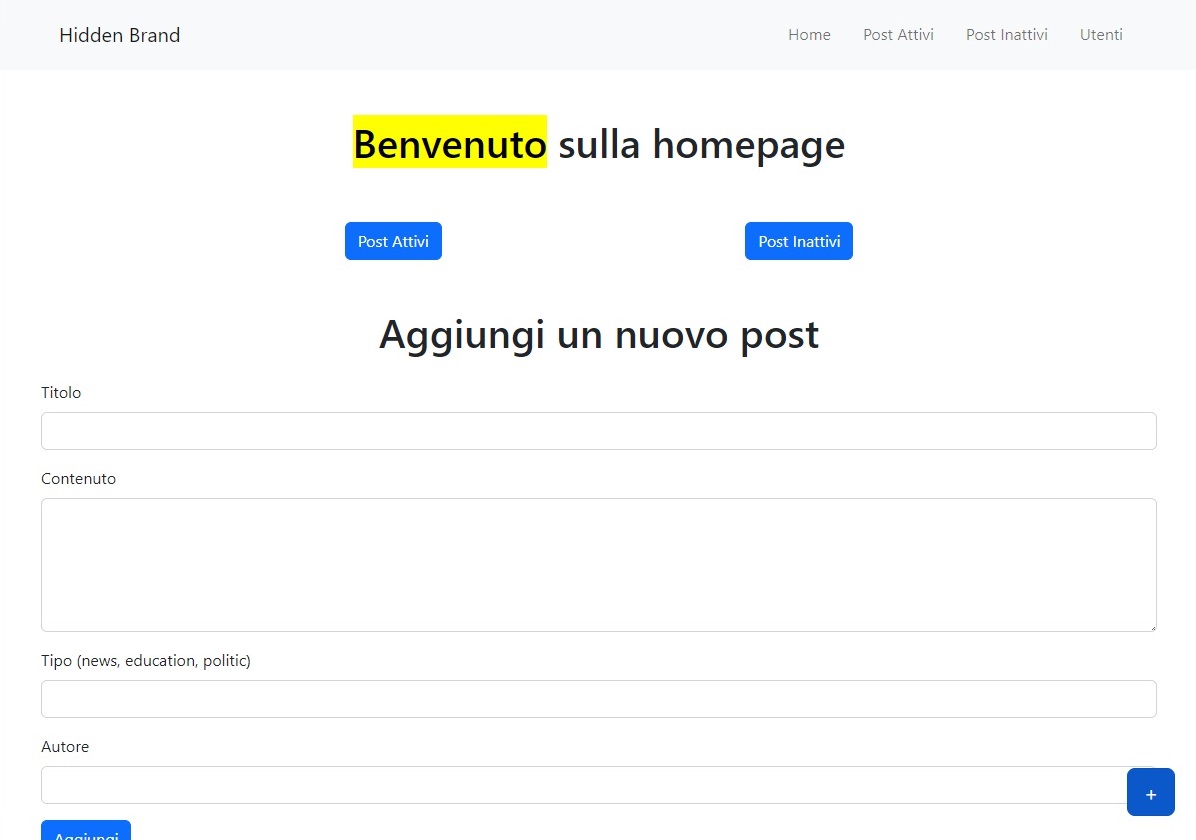 Hidden Brand Home Post Attivi Post Inattivi Utenti
Benvenuto sulla homepage
Post Attivi Post Inattivi
Aggiungi un nuovo post
Titolo
Contenuto
Tipo (news, education, politic)
Autore
+
Aggiungi